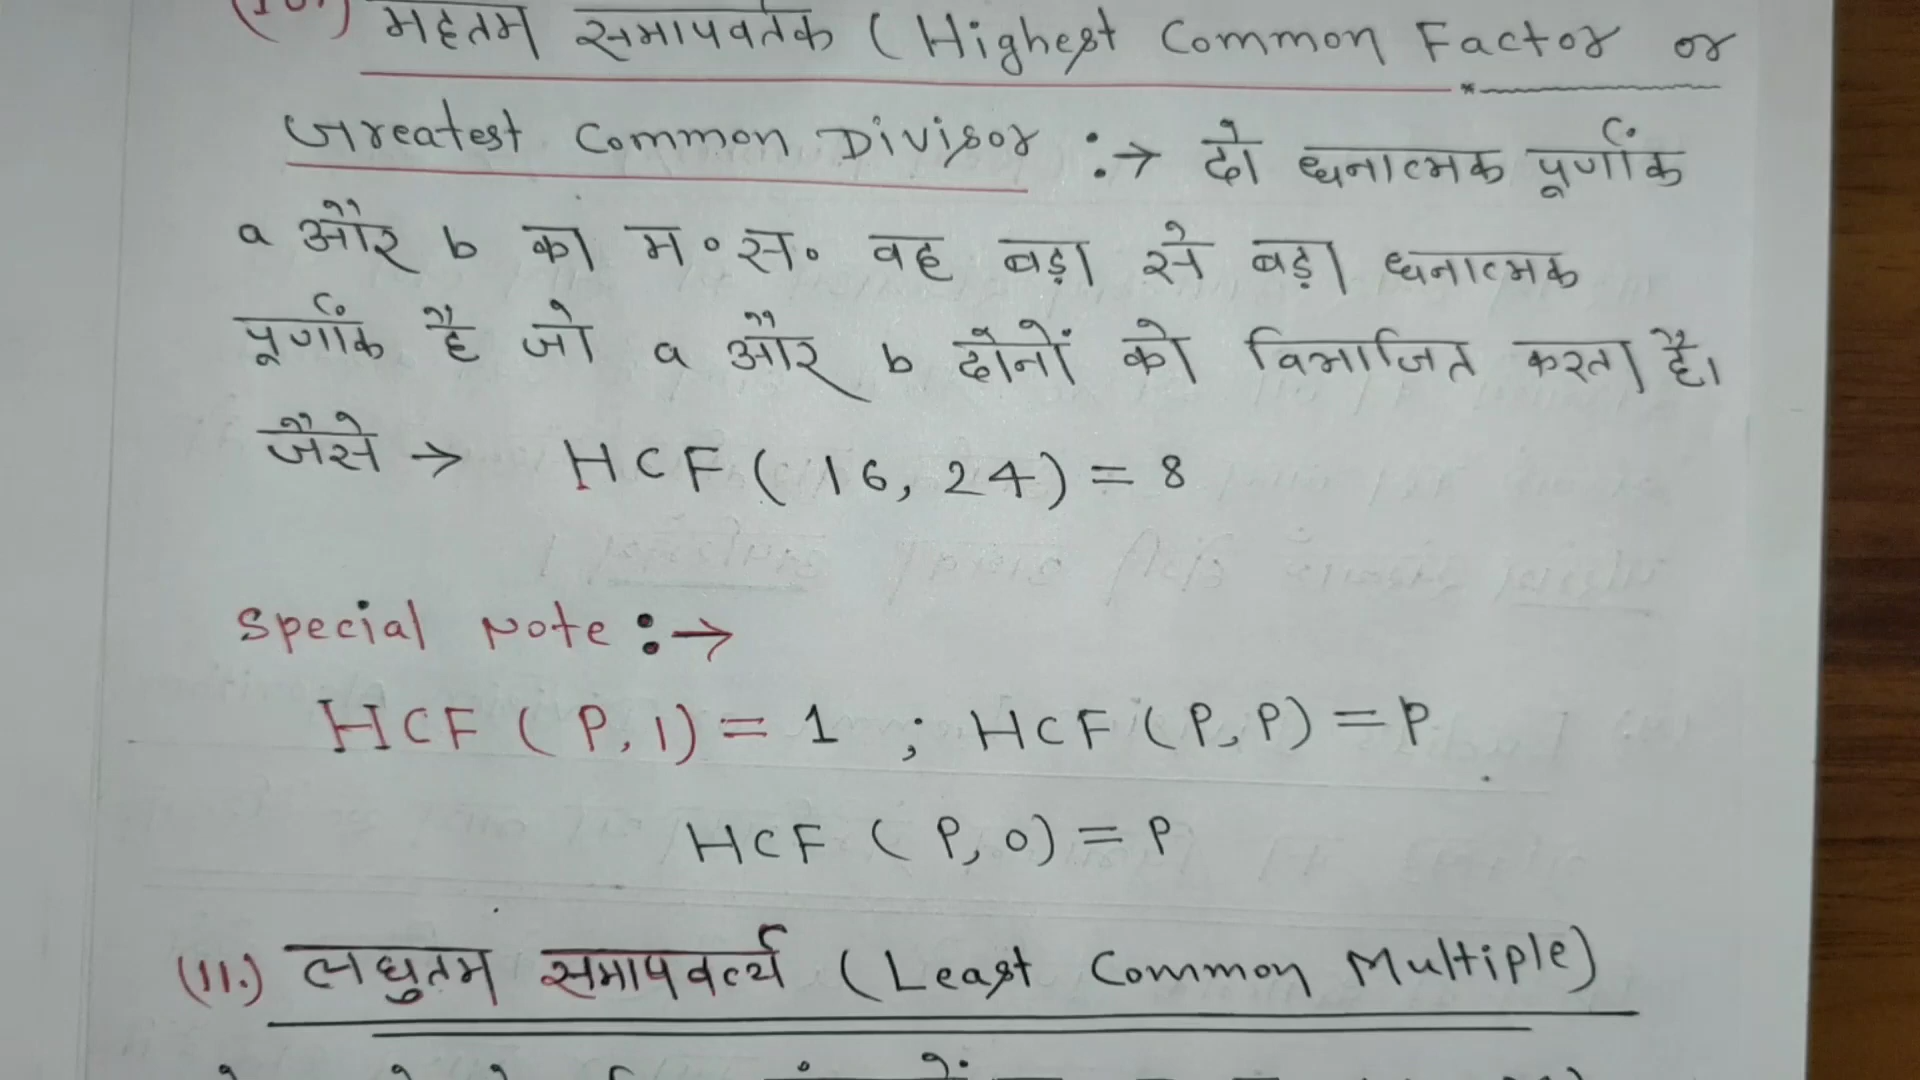 (10.) महत्तम समापवर्तक (Highest Common Factor or
Greatest Common Divisor :→ दो धनात्मक पूर्णांक
a और b का म॰स॰ वह बड़ा से बड़ा धनात्मक
पूर्णांक है जो a और b दोनों को विभाजित करता है।
जैसे → HCF (16, 24) = 8
Special Note :→
HCF (P, 1) = 1 ; HCF (P, P) = P
HCF (P, 0) = P
(11.) लघुतम समापवर्त्य (Least Common Multiple)